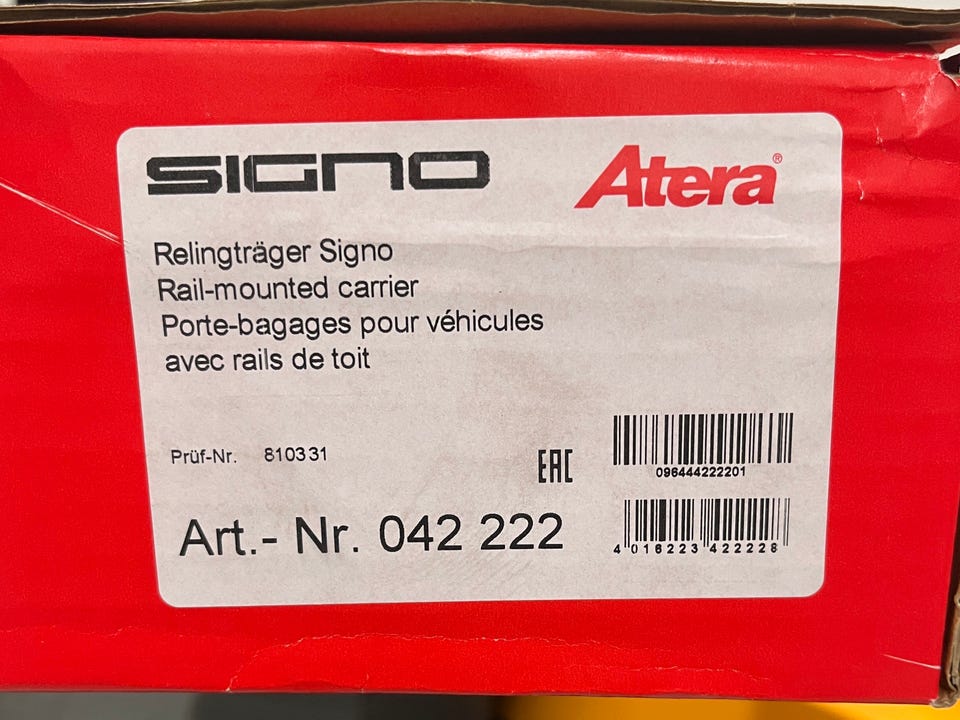 SIGNO
Atera®
Relingträger Signo
Rail-mounted carrier
Porte-bagages pour véhicules
avec rails de toit
Prüf-Nr. 810331
EAC
096444222201
Art.- Nr. 042 222
4 016223 422228